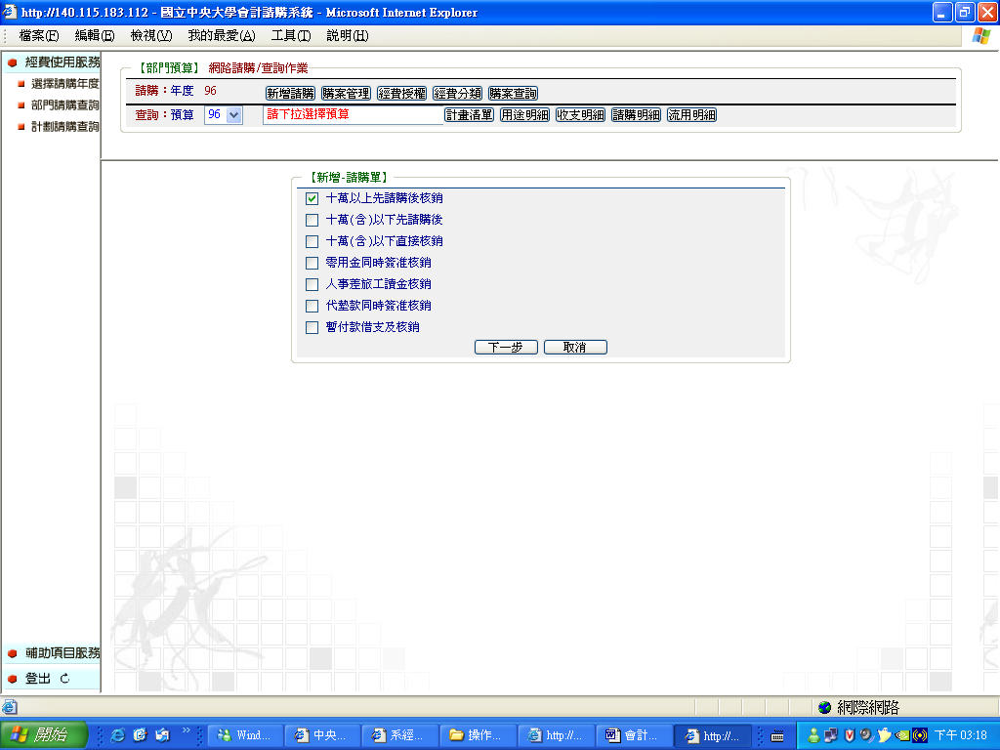 http://140.115.183.112 - 國立中央大學會計請購系統 - Microsoft Internet Explorer
檔案(F) 編輯(E) 檢視(V) 我的最愛(A) 工具(T) 說明(H)
經費使用服務
選擇請購年度
部門請購查詢
計劃請購查詢
【部門預算】 網路請購/查詢作業
請購：年度 96 新增請購 購案管理 經費授權 經費分類 購案查詢
查詢：預算 96 請下拉選擇預算 計畫清單 用途明細 收支明細 請購明細 流用明細
【新增-請購單】
十萬以上先請購後核銷
十萬(含)以下先請購後
十萬(含)以下直接核銷
零用金同時簽准核銷
人事差旅工讀金核銷
代墊款同時簽准核銷
暫付款借支及核銷
下一步 取消
輔助項目服務
登出
網際網路
開始 Wind... 中央... 系經... 操作... http://... 會計... http://... 下午 03:18